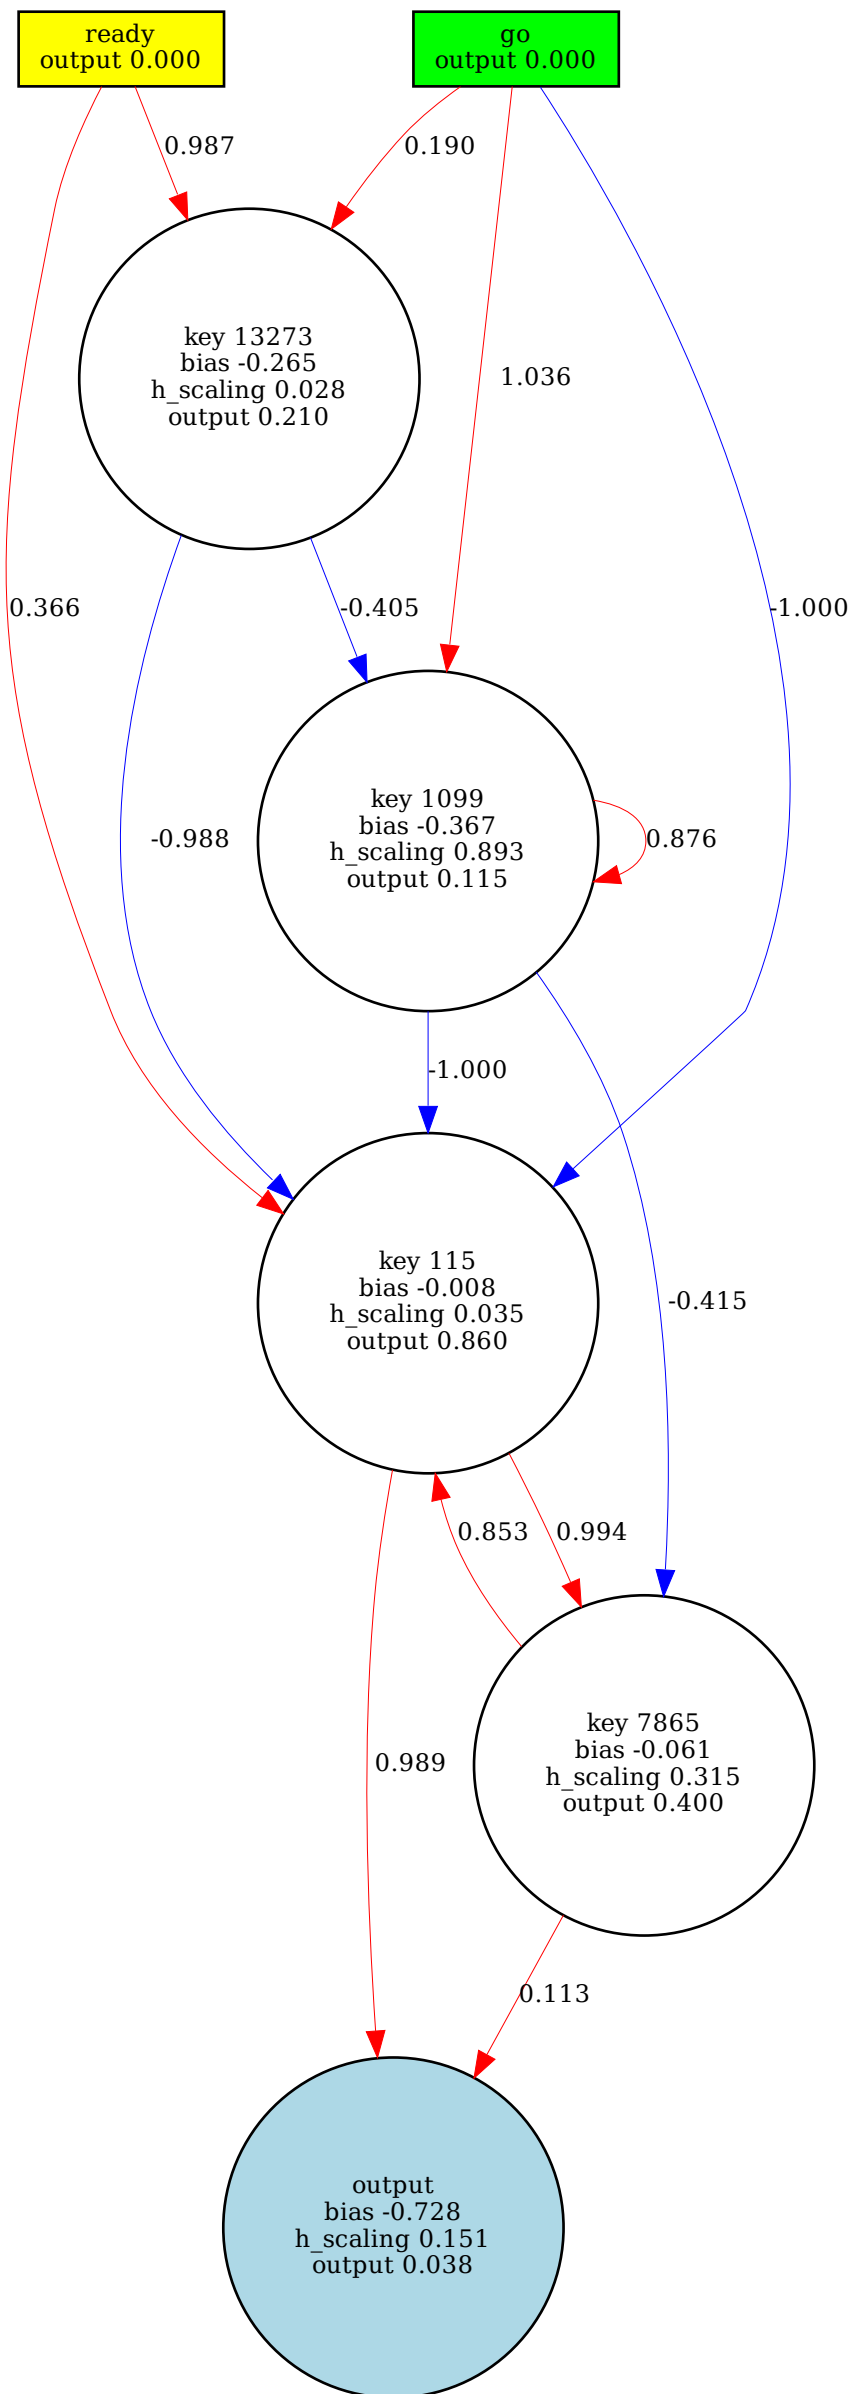 ready
output 0.000
go
output 0.000
0.987
0.190
key 13273
bias -0.265
h_scaling 0.028
output 0.210
1.036
0.366
-0.405
-1.000
key 1099
bias -0.367
h_scaling 0.893
output 0.115
-0.988
0.876
-1.000
key 115
bias -0.008
h_scaling 0.035
output 0.860
-0.415
0.853
0.994
key 7865
bias -0.061
h_scaling 0.315
output 0.400
0.989
0.113
output
bias -0.728
h_scaling 0.151
output 0.038